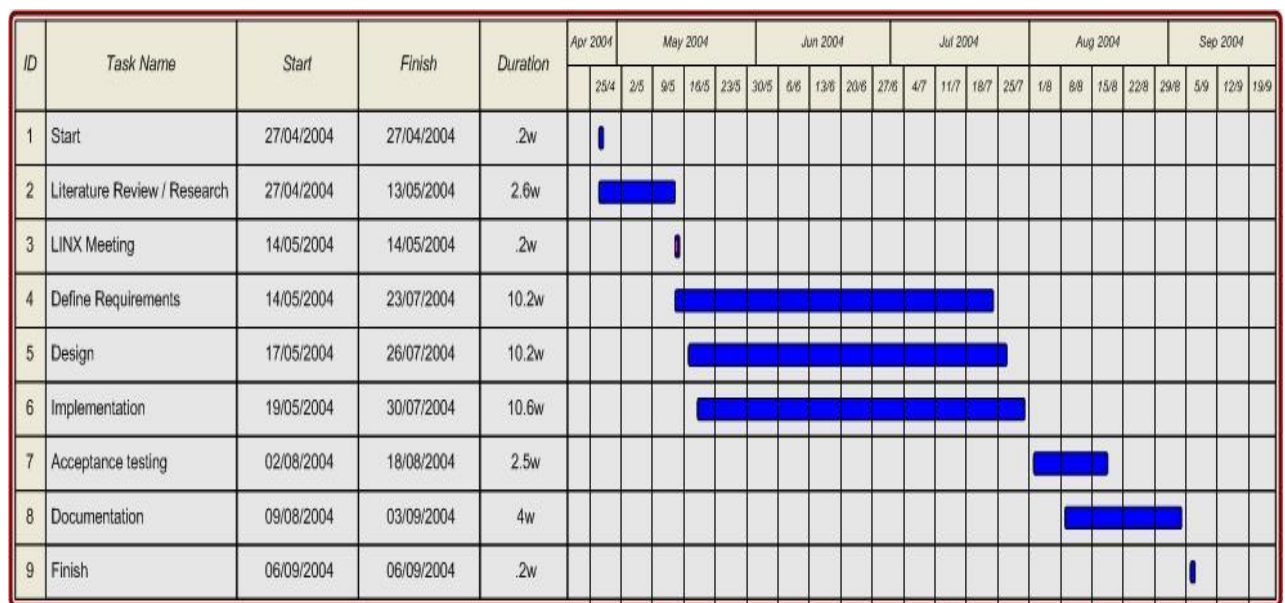 ID Task Name Start Finish Duration Apr 2004 May 2004 Jun 2004 Jul 2004 Aug 2004 Sep 2004
25/4 2/5 9/5 16/5 23/5 30/5 6/6 13/6 20/6 27/6 4/7 11/7 18/7 25/7 1/8 8/8 15/8 22/8 29/8 5/9 12/9 19/9
1 Start 27/04/2004 27/04/2004 .2w
2 Literature Review / Research 27/04/2004 13/05/2004 2.6w
3 LINX Meeting 14/05/2004 14/05/2004 .2w
4 Define Requirements 14/05/2004 23/07/2004 10.2w
5 Design 17/05/2004 26/07/2004 10.2w
6 Implementation 19/05/2004 30/07/2004 10.6w
7 Acceptance testing 02/08/2004 18/08/2004 2.5w
8 Documentation 09/08/2004 03/09/2004 4w
9 Finish 06/09/2004 06/09/2004 .2w